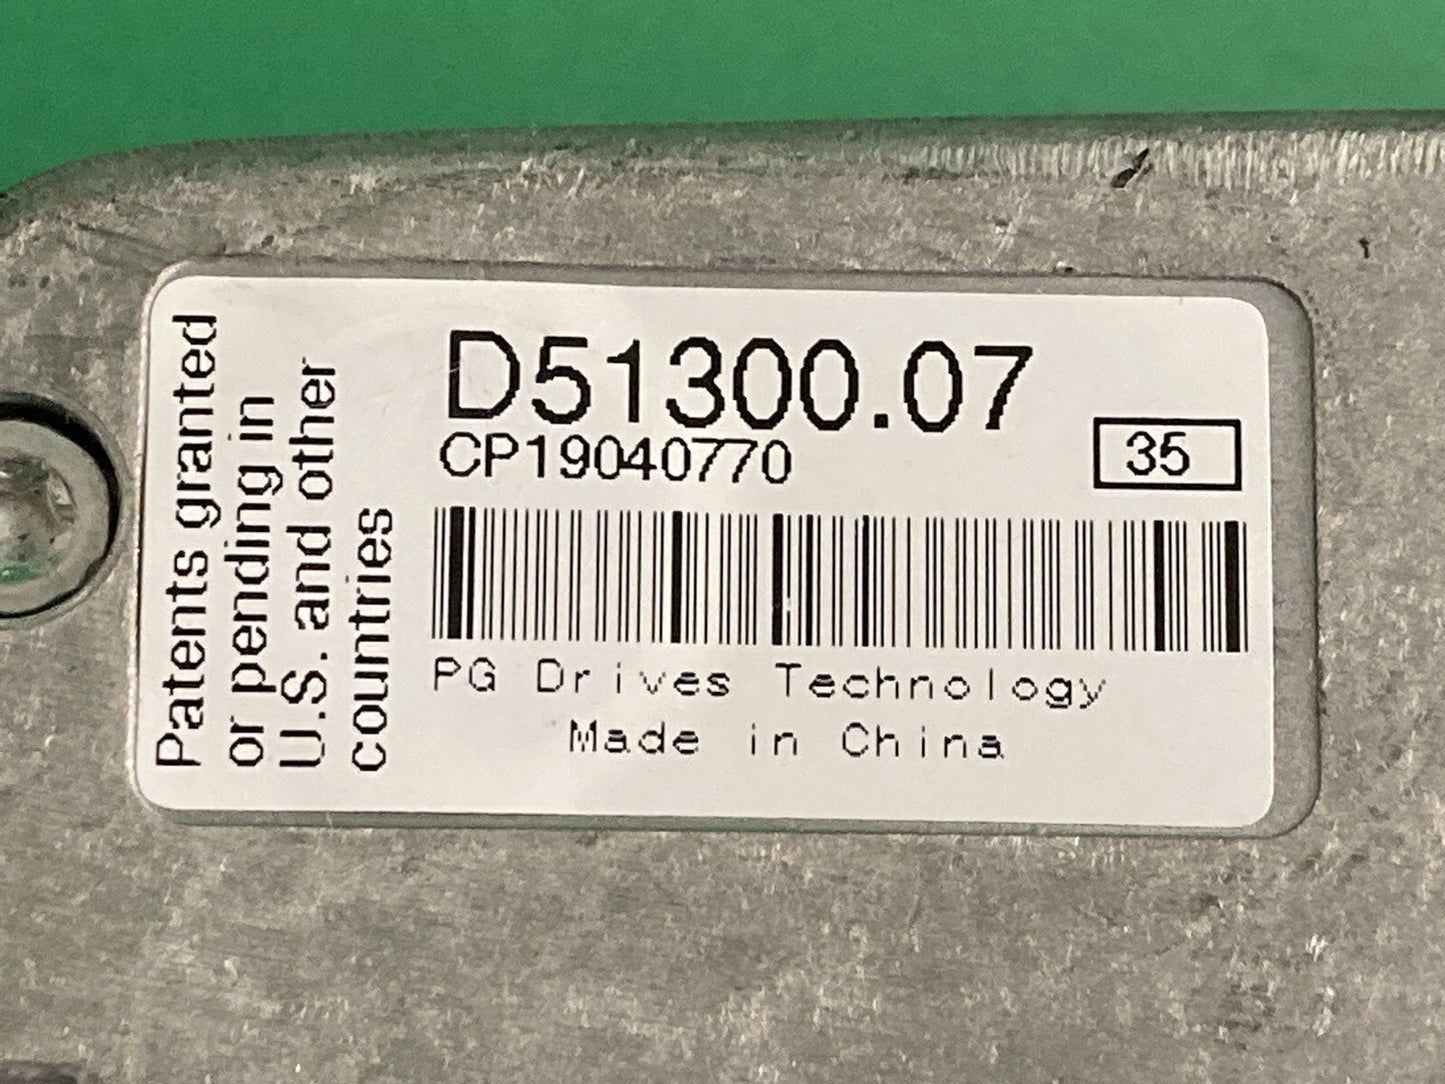 Patents granted
or pending in
U.S. and other
countries
D51300.07
CP19040770
35
PG Drives Technology
Made in China